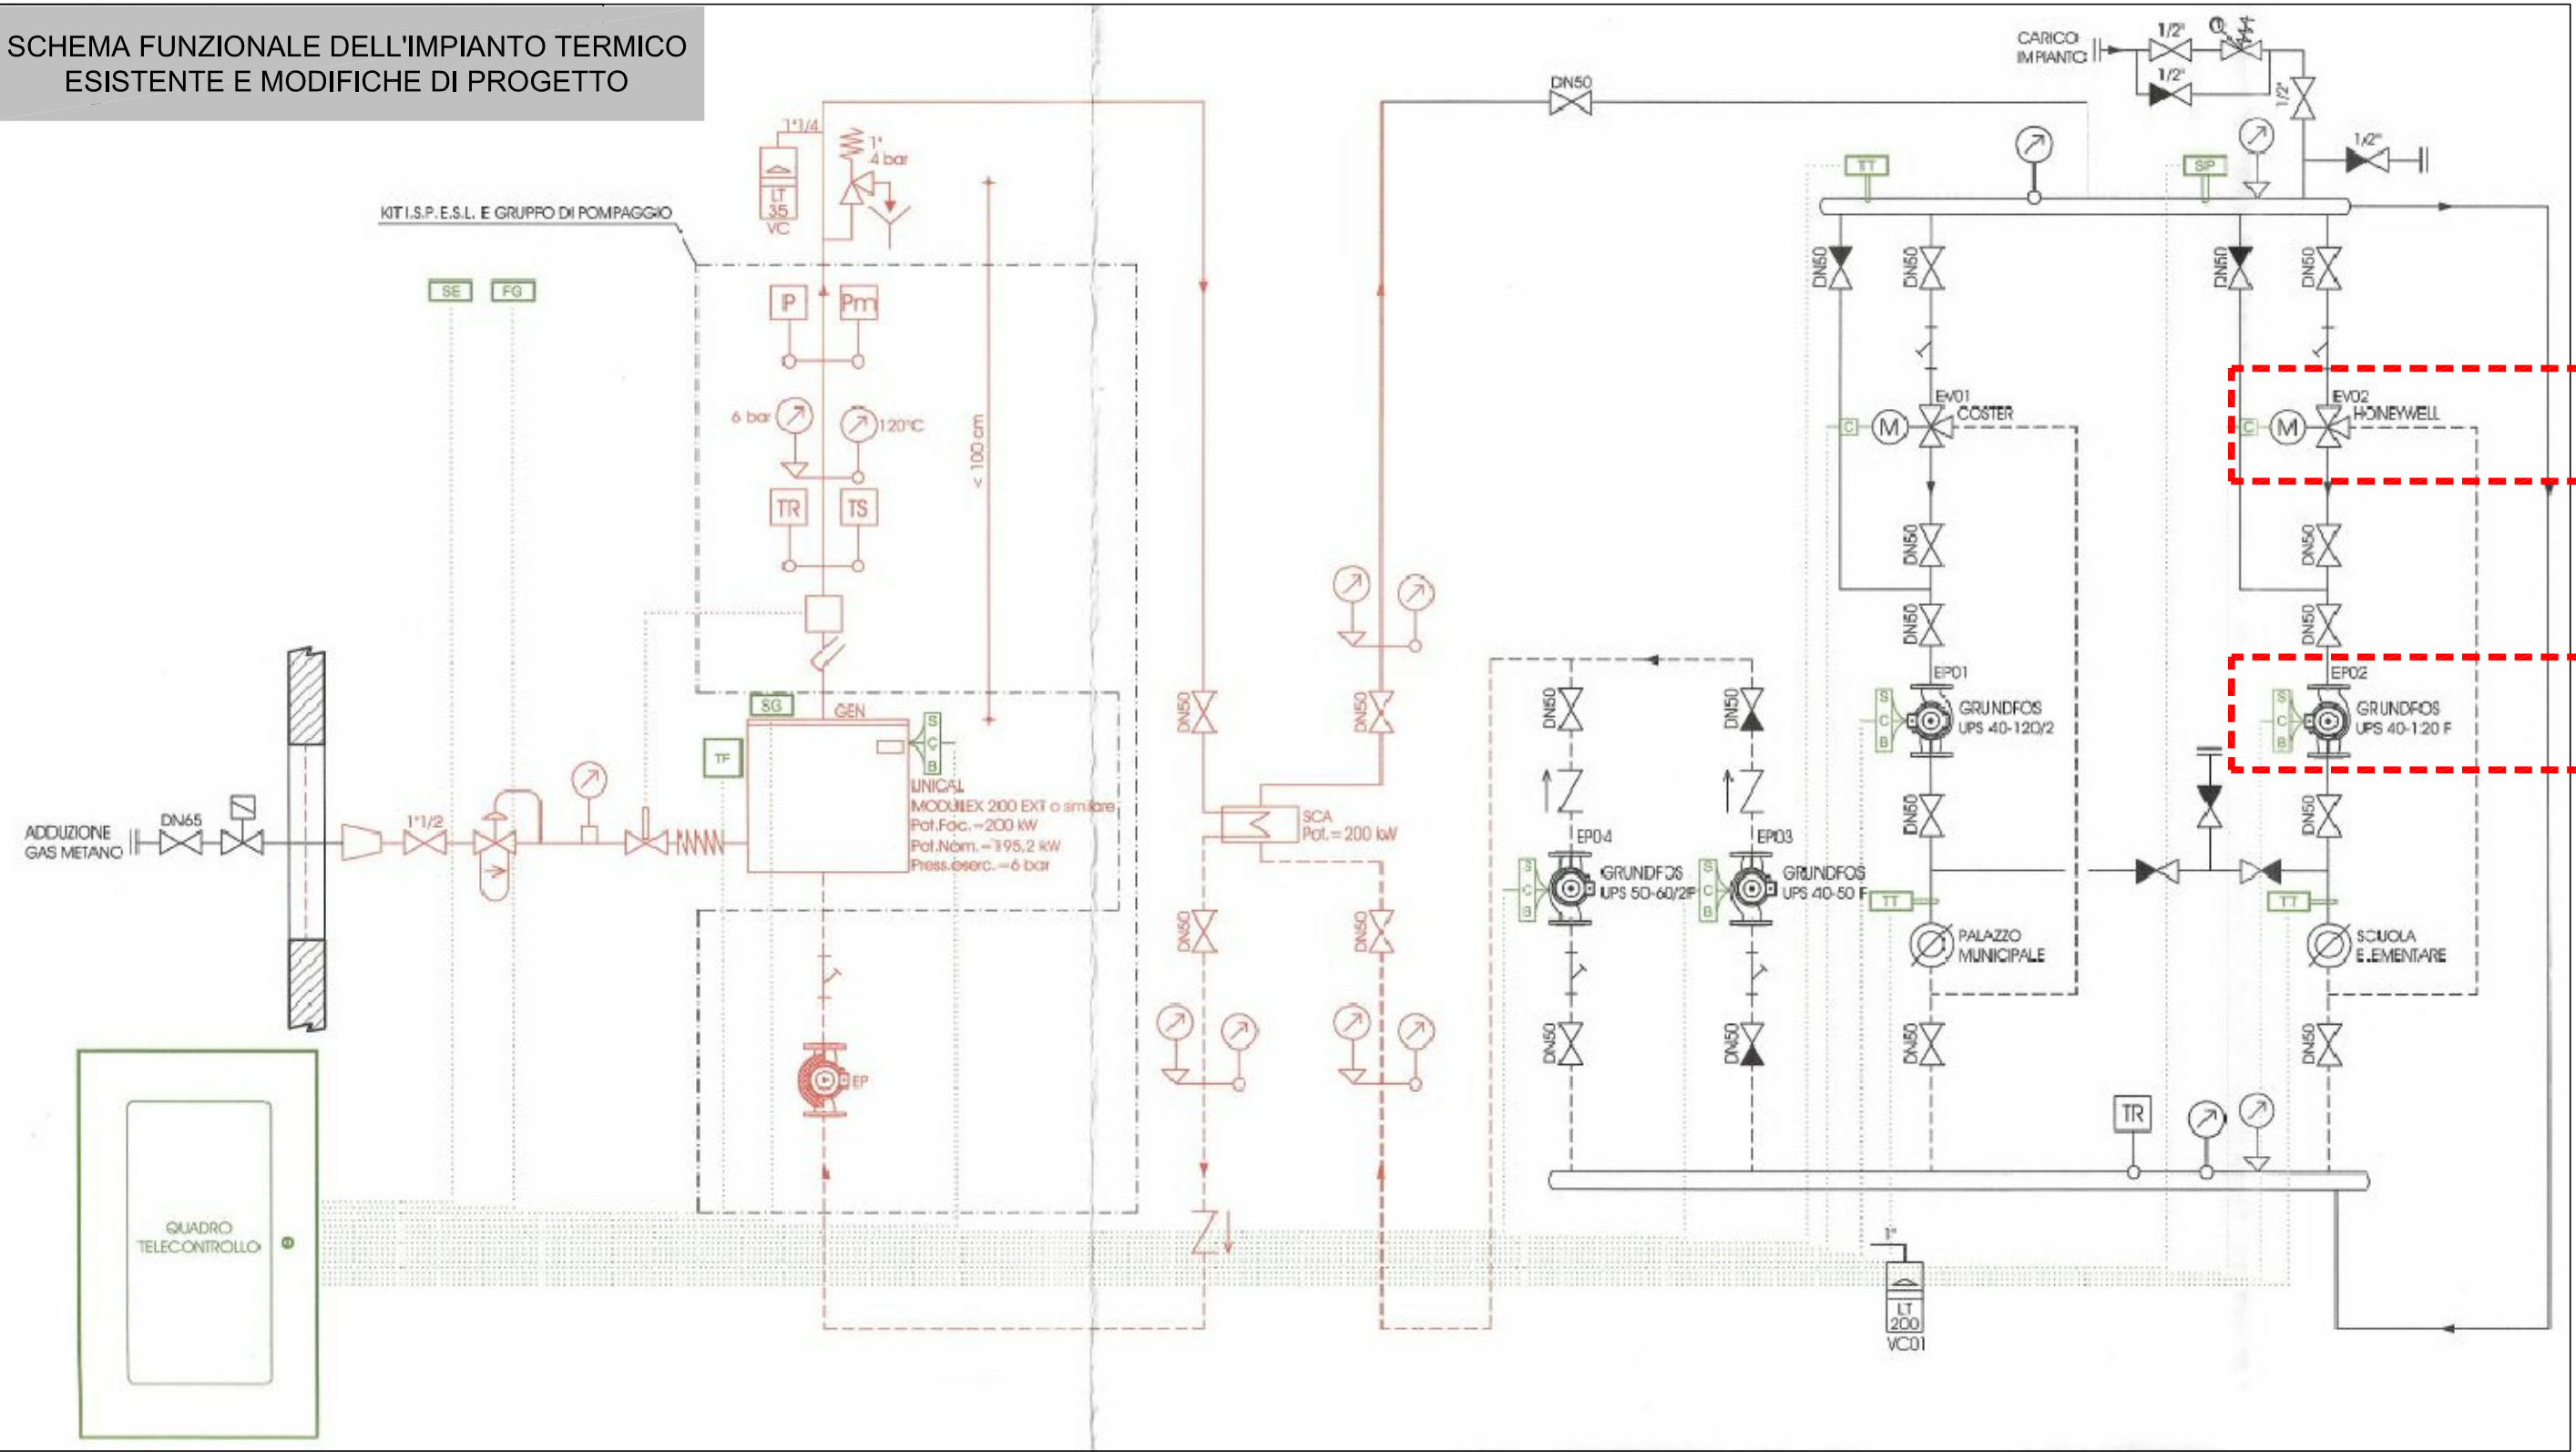 SCHEMA FUNZIONALE DELL'IMPIANTO TERMICO
ESISTENTE E MODIFICHE DI PROGETTO
CARICO
IMPIANTO
1/2"
1/2"
1/2"
1/2"
DN50
1"1/4
1"
4 bar
LT
35
VC
KIT I.S.P.E.S.L. E GRUPPO DI POMPAGGIO
TT
SP
SE
FG
P
Pm
DN50
DN50
DN50
DN50
6 bar
120°C
< 100 cm
EV01
COSTER
C
M
EV02
HONEYWELL
C
M
TR
TS
DN50
DN50
DN50
DN50
SG
GEN
S
C
B
TF
DN50
DN50
DN50
EP01
S
C
B
GRUNDFOS
UPS 40-120/2
EP02
S
C
B
GRUNDFOS
UPS 40-120 F
UNICAL
MODULEX 200 EXT o similare
Pot.Foc.=200 kW
Pot.Nom.=195,2 kW
Press.eserc.=6 bar
SCA
Pot.=200 kW
ADDUZIONE
GAS METANO
DN65
1"1/2
DN50
DN50
EP04
S
C
B
GRUNDFOS
UPS 50-60/2F
EP03
S
C
B
GRUNDFOS
UPS 40-50 F
TT
TT
DN50
DN50
PALAZZO
MUNICIPALE
SCUOLA
ELEMENTARE
DN50
DN50
DN50
DN50
EP
TR
QUADRO
TELECONTROLLO
1"
LT
200
VC01